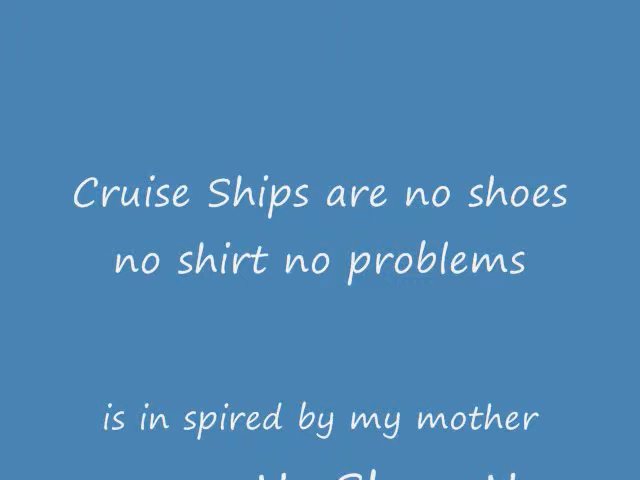 Cruise Ships are no shoes
no shirt no problems
is in spired by my mother